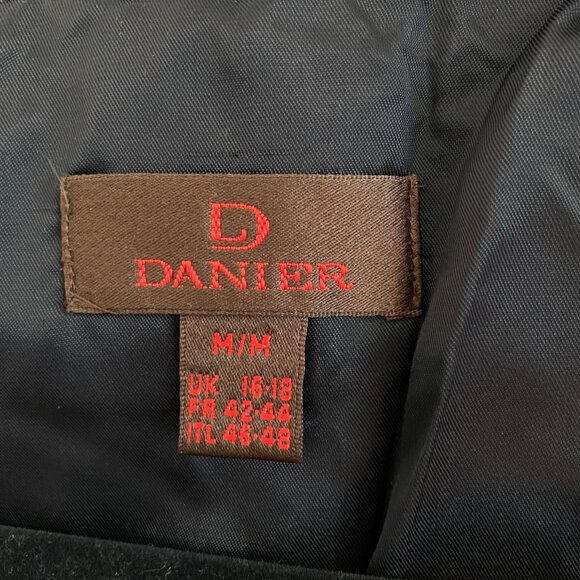 D
DANIER
M/M
UK 16-18
FR 42-44
ITL 46-48